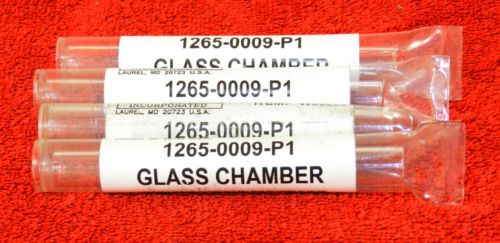 1265-0009-P1
GLASS CHAMBER
LAUREL, MD 20723 U.S.A.
1265-0009-P1
INCORPORATED
LAUREL, MD 20723 U.S.A.
1265-0009-P1
1265-0009-P1
GLASS CHAMBER